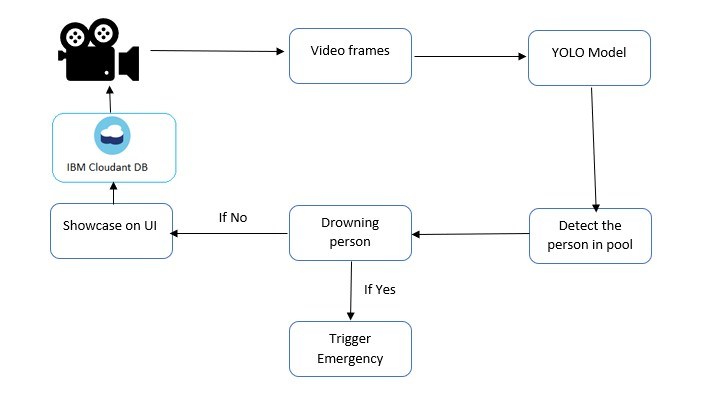 Video frames
YOLO Model
IBM Cloudant DB
Showcase on UI
If No
Drowning
person
Detect the
person in pool
If Yes
Trigger
Emergency